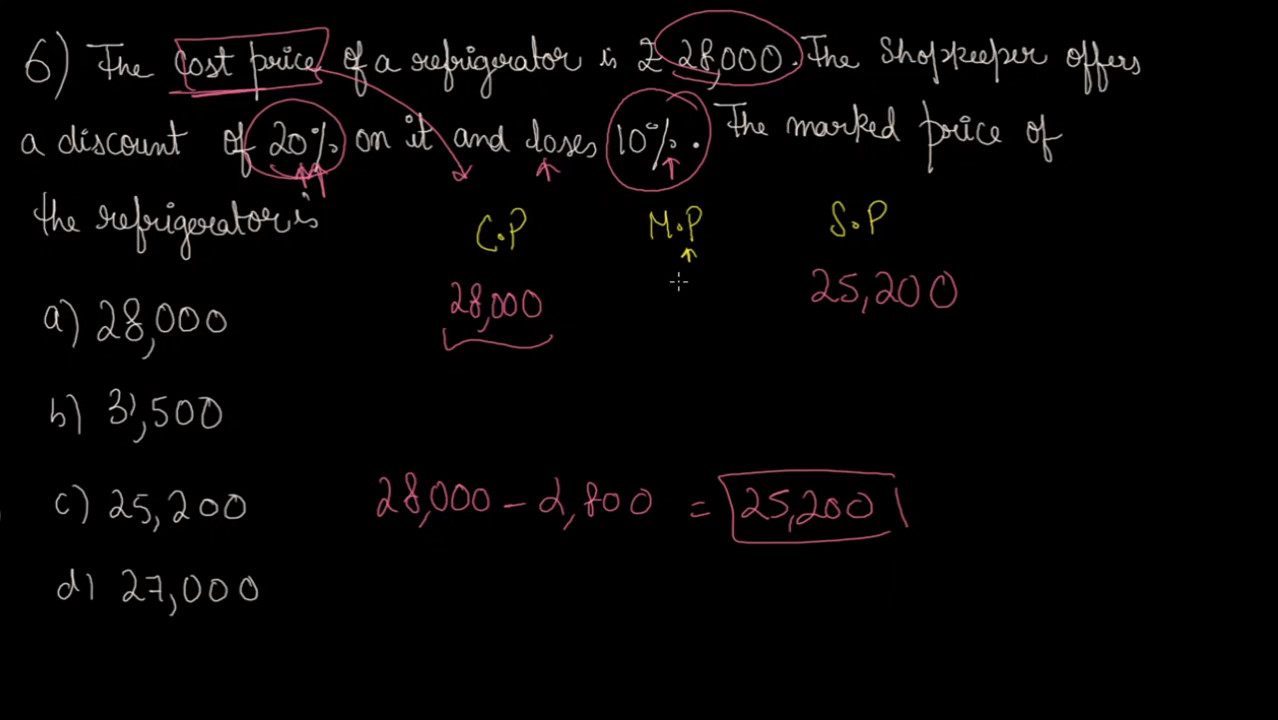 6) The cost price of a refrigerator is ₹ 28,000. The Shopkeeper offers
a discount of 20% on it and loses 10%. The marked price of
the refrigerator is
C.P M.P S.P
28,000 25,200
a) 28,000
b) 31,500
c) 25,200
28,000 - 2,800 = 25,200
d) 27,000